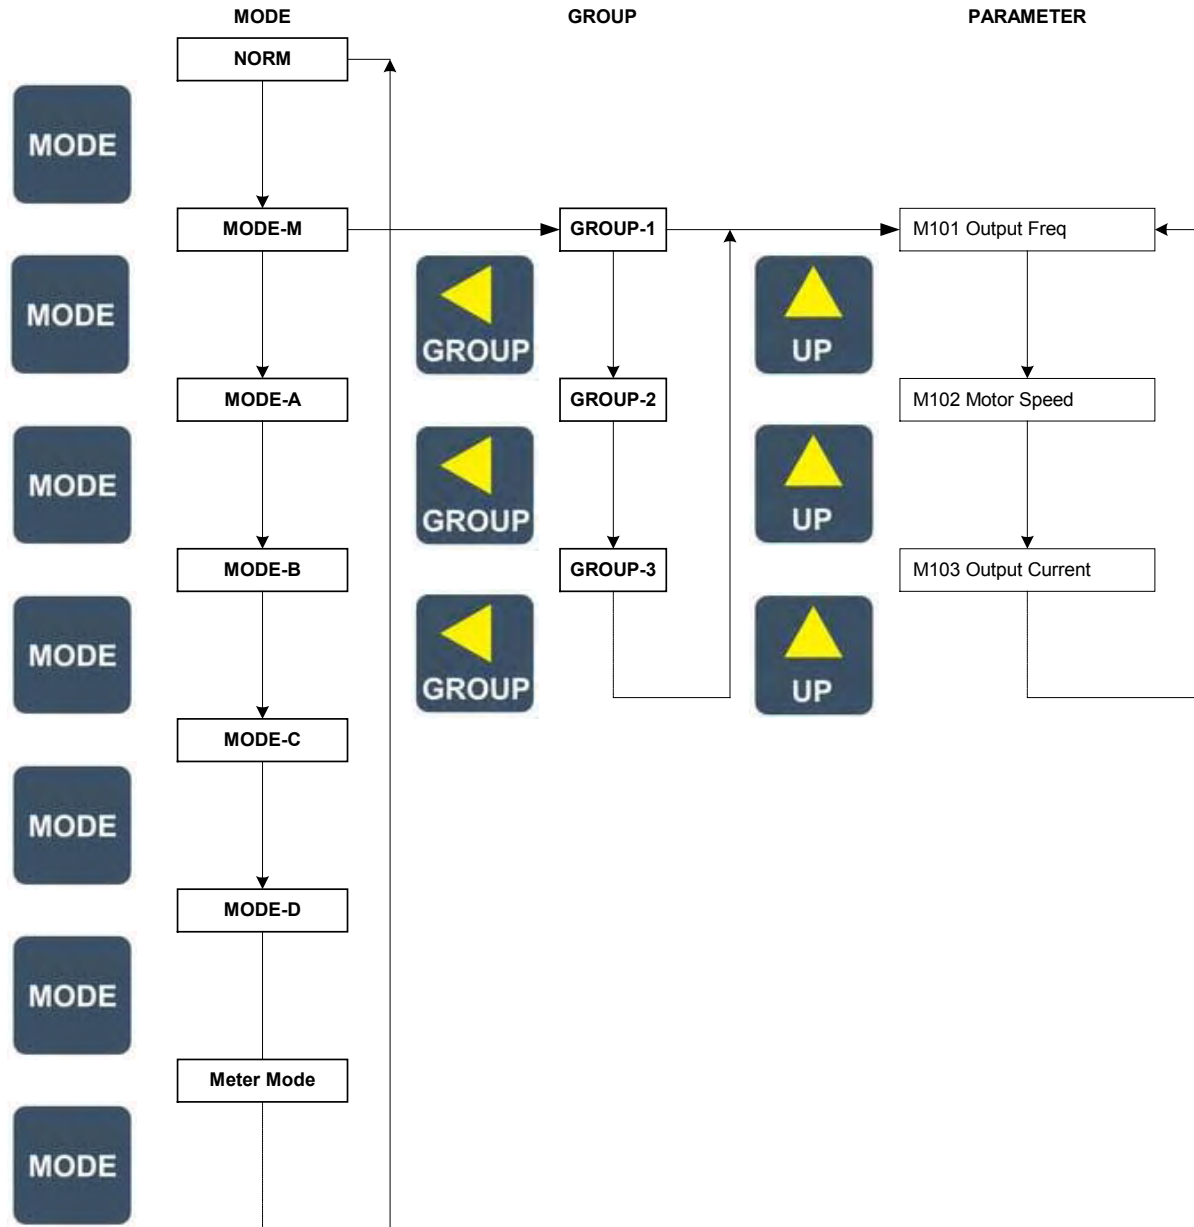 MODE GROUP PARAMETER
NORM
MODE
MODE-M GROUP-1 M101 Output Freq
MODE GROUP UP
MODE-A GROUP-2 M102 Motor Speed
MODE GROUP UP
MODE-B GROUP-3 M103 Output Current
MODE GROUP UP
MODE-C
MODE
MODE-D
MODE
Meter Mode
MODE